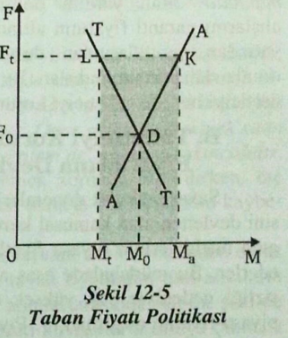 T A
Fₜ L K
F₀ D
A T
0 Mₜ M₀ Mₐ M
Şekil 12-5
Taban Fiyatı Politikası